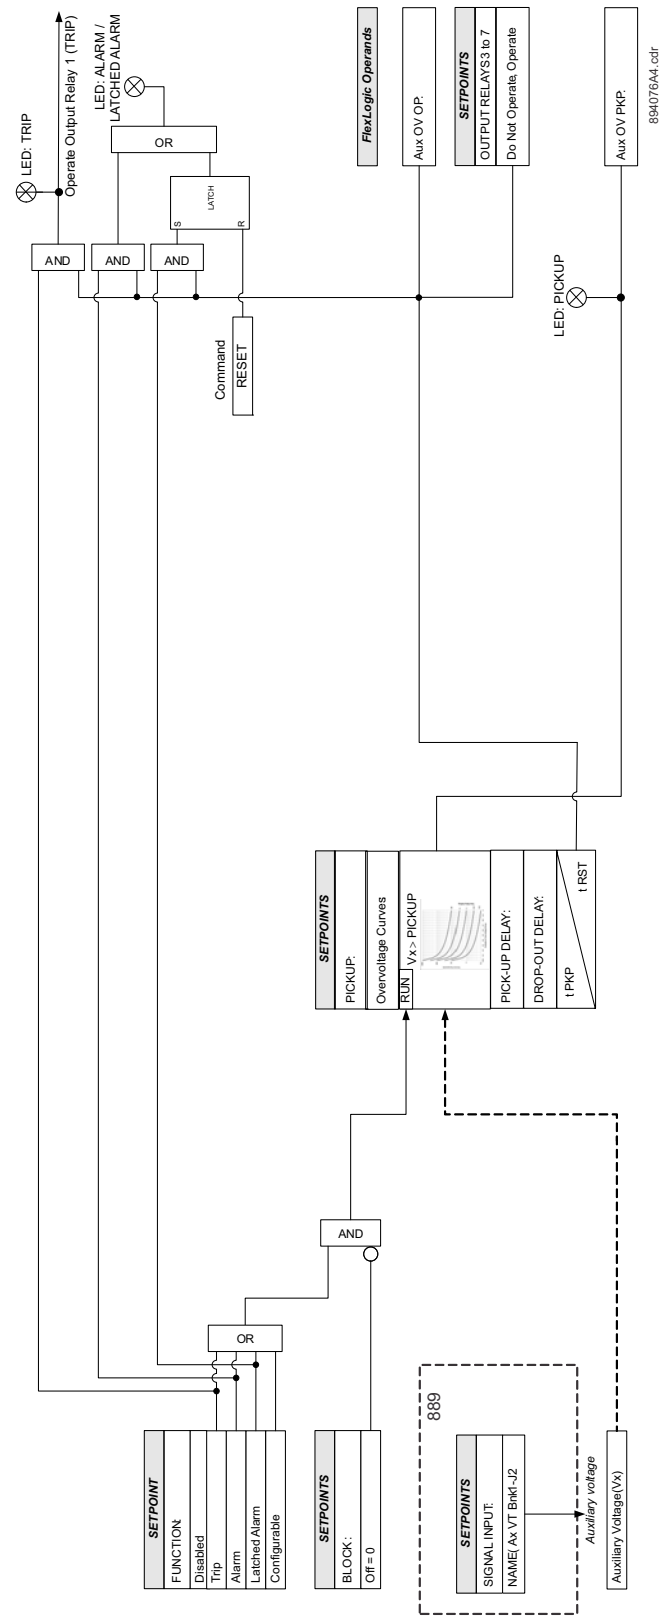 SETPOINT
FUNCTION:
Disabled
Trip
Alarm
Latched Alarm
Configurable
SETPOINTS
BLOCK:
Off = 0
889
SETPOINTS
SIGNAL INPUT:
NAME( Ax VT Bnk1-J2
Auxiliary voltage
Auxiliary Voltage(Vx)
OR
AND
SETPOINTS
PICKUP:
Overvoltage Curves
RUN
Vx > PICKUP
PICK-UP DELAY:
DROP-OUT DELAY:
t PKP
t RST
Command
RESET
AND
AND
AND
S
R
LATCH
OR
LED: TRIP
Operate Output Relay 1 (TRIP)
LED: ALARM /
LATCHED ALARM
FlexLogic Operands
Aux OV OP:
SETPOINTS
OUTPUT RELAYS 3 to 7
Do Not Operate, Operate
LED: PICKUP
Aux OV PKP:
894076A4.cdr